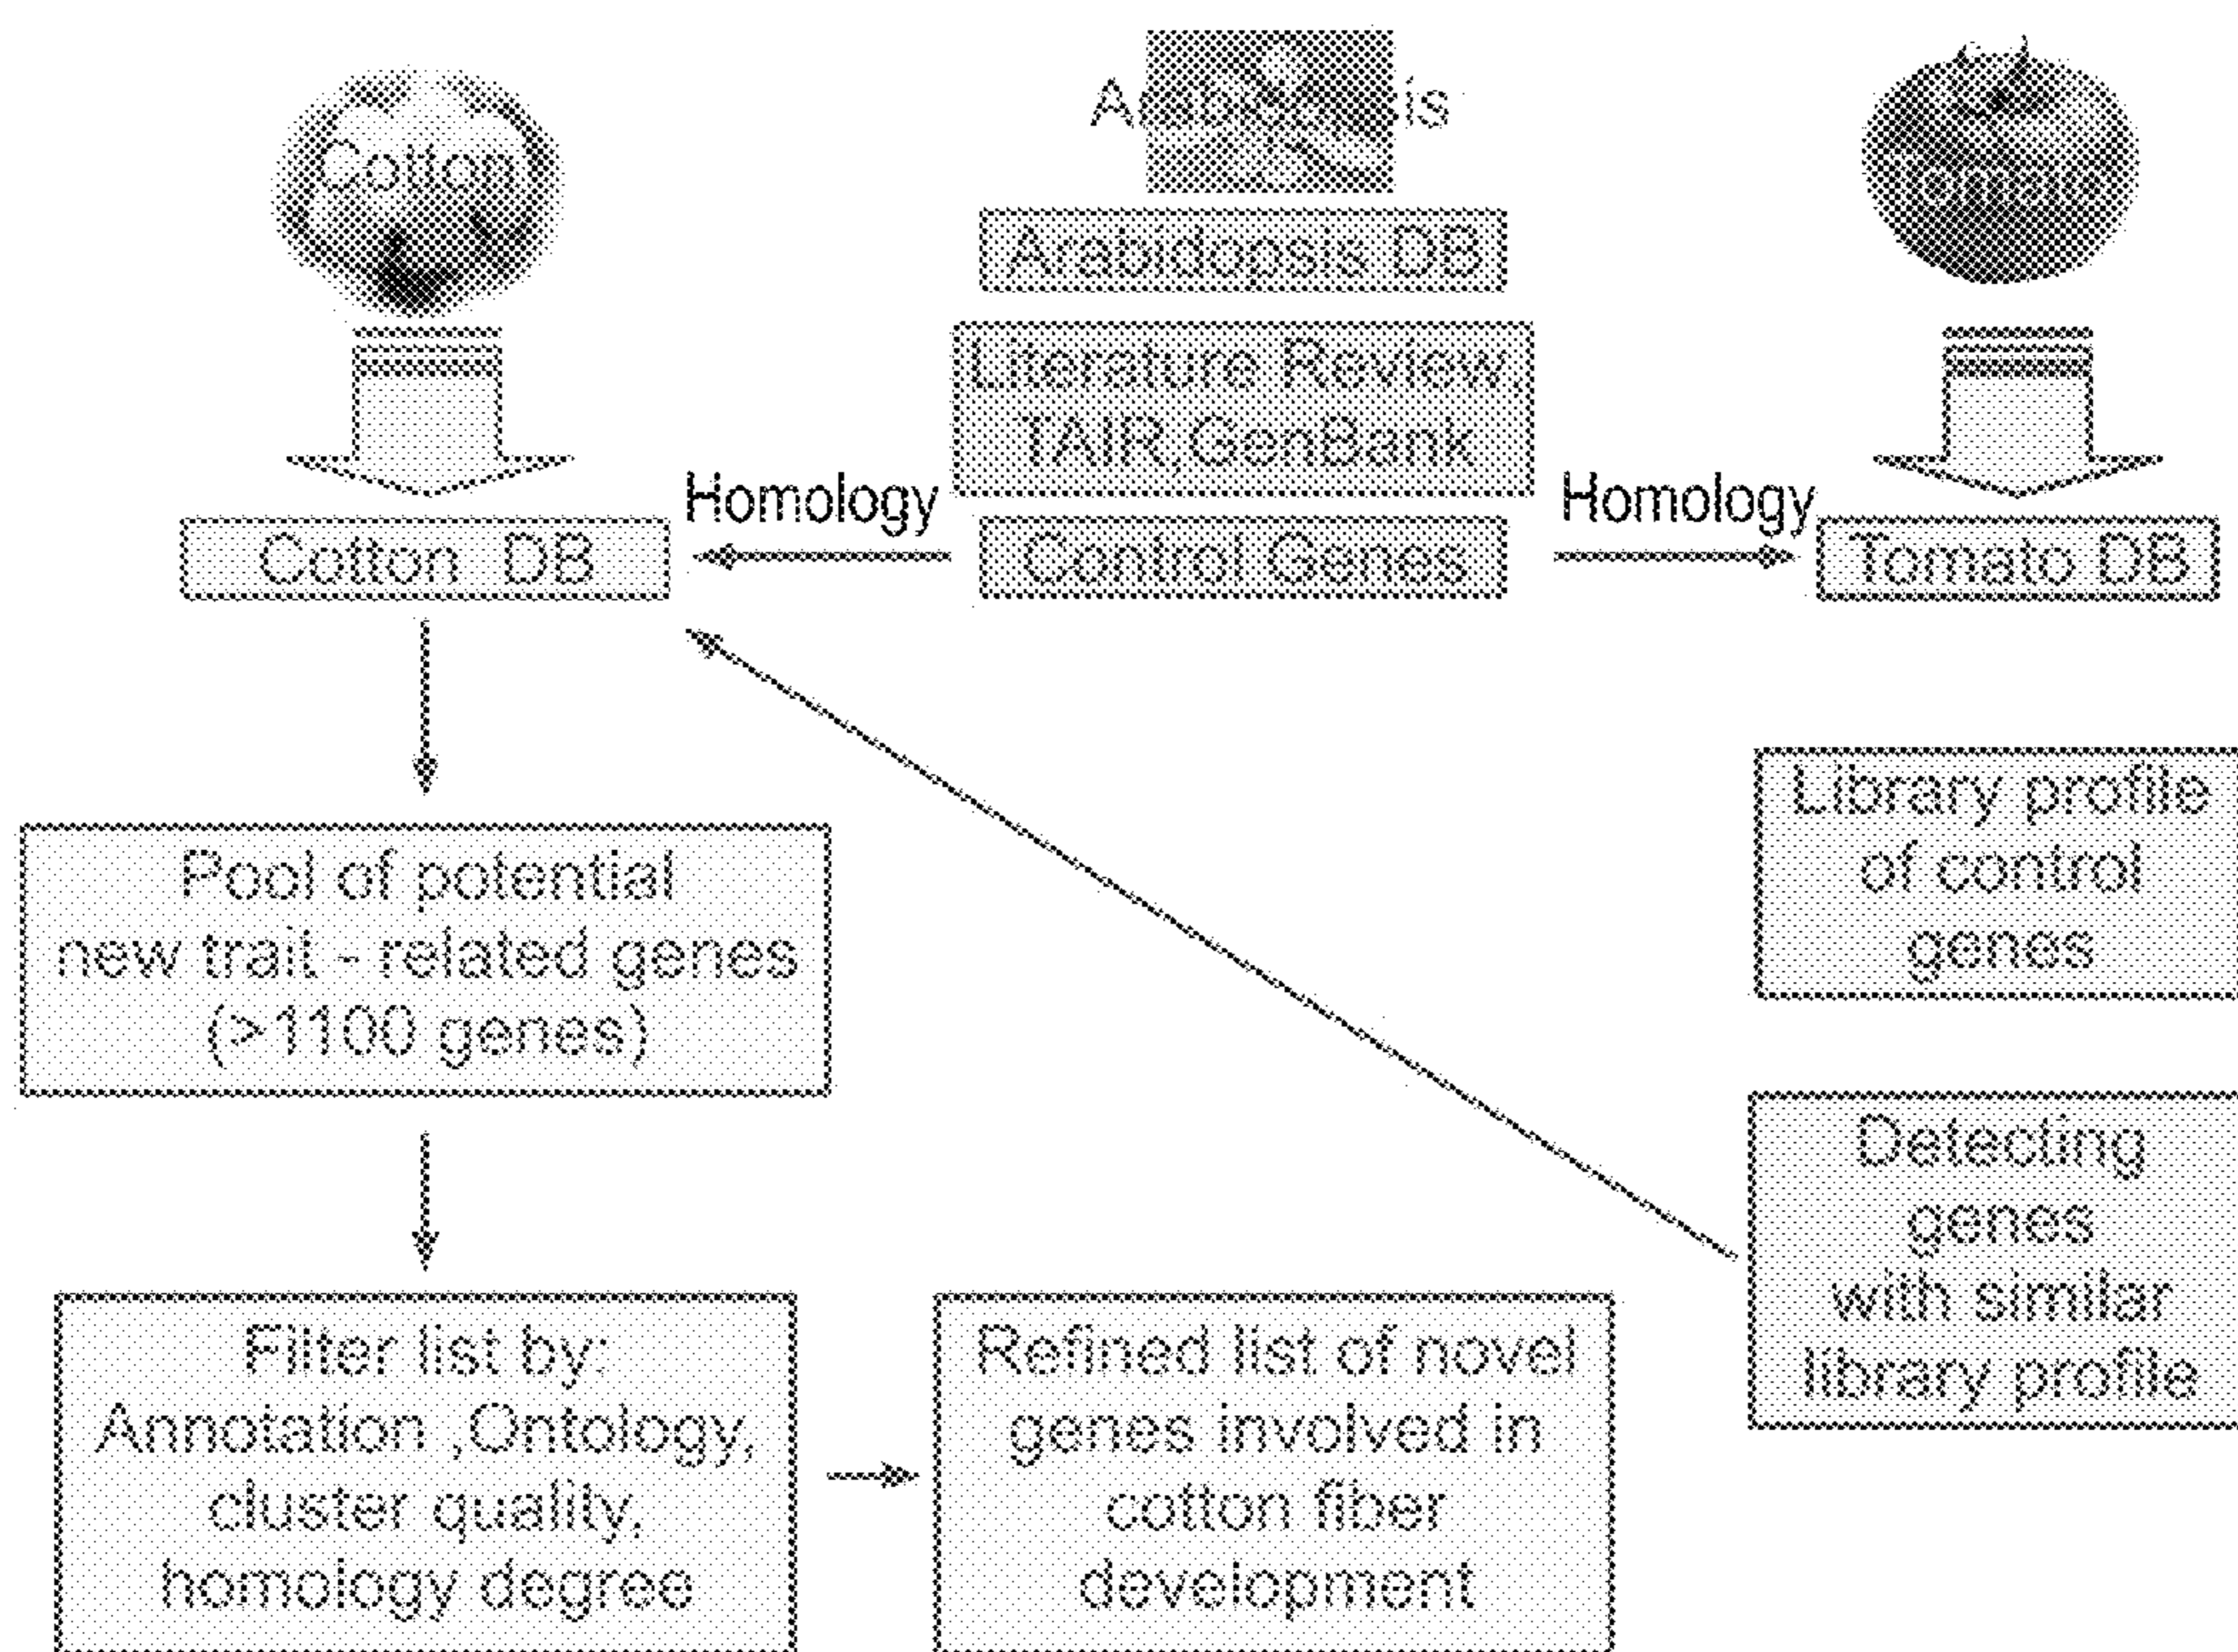 Cotton
Arabidopsis
Tomato
Arabidopsis DB
Literature Review,
TAIR,GenBank
Homology
Homology
Cotton DB
Control Genes
Tomato DB
Pool of potential
new trait - related genes
(>1100 genes)
Library profile
of control
genes
Detecting
genes
with similar
library profile
Filter list by:
Annotation ,Ontology,
cluster quality,
homology degree
Refined list of novel
genes involved in
cotton fiber
development